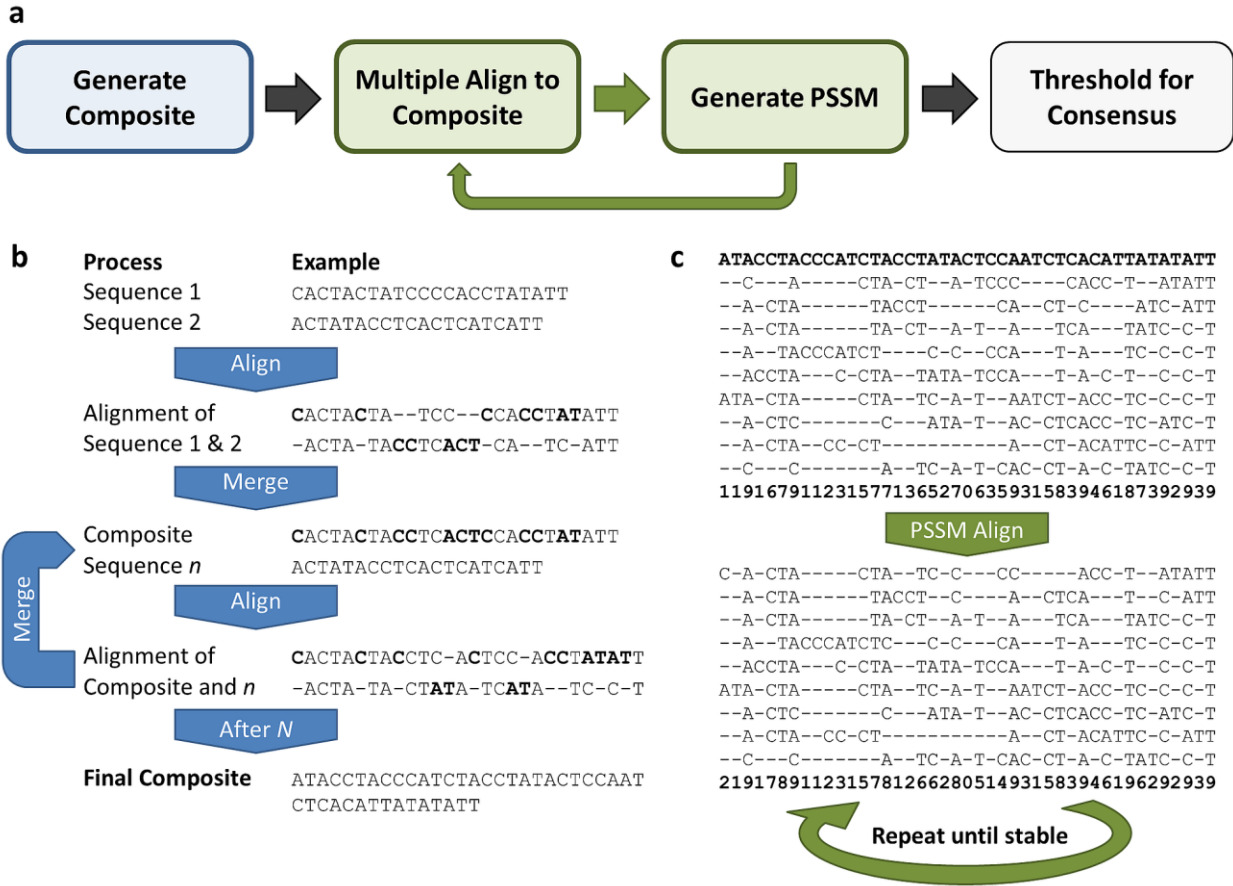 a
Generate Composite
Multiple Align to Composite
Generate PSSM
Threshold for Consensus
b
Process Example
Sequence 1 CACTACTATCCCCACCTATATT
Sequence 2 ACTATACCTCACTCATCATT
Align
Alignment of CACTACTA--TCC--CCACCTATATT
Sequence 1 & 2 -ACTA-TACCTCACT-CA--TC-ATT
Merge
Composite CACTACTACCTCACTCCACCTATATT
Sequence n ACTATACCTCACTCATCATT
Align
Merge
Alignment of CACTACTACCTC-ACTCC-ACCTATATT
Composite and n -ACTA-TA-CTATA-TCATA--TC-C-T
After N
Final Composite ATACCTACCCATCTACCTATACTCCAAT
CTCACATTATATATT
c
ATACCTACCCATCTACCTATACTCCAATCTCACATTATATATT
--C---A-----CTA-CT--A-TCCC----CACC-T--ATATT
--A-CTA------TACCT------CA--CT-C----ATC-ATT
--A-CTA------TA-CT--A-T--A---TCA---TATC-C-T
--A--TACCCATCT----C-C--CCA---T-A---TC-C-C-T
--ACCTA---C-CTA--TATA-TCCA---T-A-C-T--C-C-T
ATA-CTA-----CTA--TC-A-T--AATCT-ACC-TC-C-C-T
--A-CTC-------C---ATA-T--AC-CTCACC-TC-ATC-T
--A-CTA--CC-CT-----------A--CT-ACATTC-C-ATT
--C---C-------A--TC-A-T-CAC-CT-A-C-TATC-C-T
1191679112315771365270635931583946187392939
PSSM Align
C-A-CTA-----CTA--TC-C---CC-----ACC-T--ATATT
--A-CTA------TACCT--C----A--CTCA---T--C-ATT
--A-CTA------TA-CT--A-T--A---TCA---TATC-C-T
--A--TACCCATCTC---C-C---CA---T-A---TC-C-C-T
--ACCTA---C-CTA--TATA-TCCA---T-A-C-T--C-C-T
ATA-CTA-----CTA--TC-A-T--AATCT-ACC-TC-C-C-T
--A-CTC-------C---ATA-T--AC-CTCACC-TC-ATC-T
--A-CTA--CC-CT-----------A--CT-ACATTC-C-ATT
--C---C-------A--TC-A-T-CAC-CT-A-C-TATC-C-T
2191789112315781266280514931583946196292939
Repeat until stable